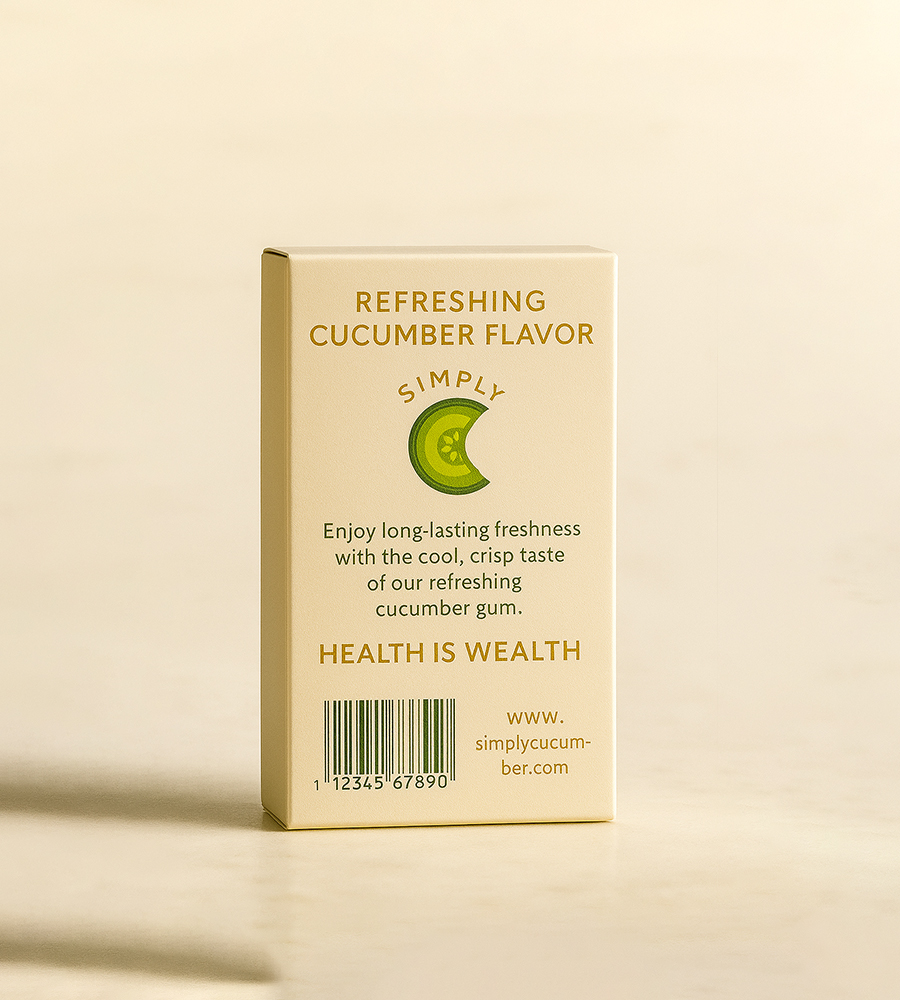 REFRESHING
CUCUMBER FLAVOR
SIMPLY
Enjoy long-lasting freshness
with the cool, crisp taste
of our refreshing
cucumber gum.
HEALTH IS WEALTH
1 12345 67890
www.
simplycucum-
ber.com